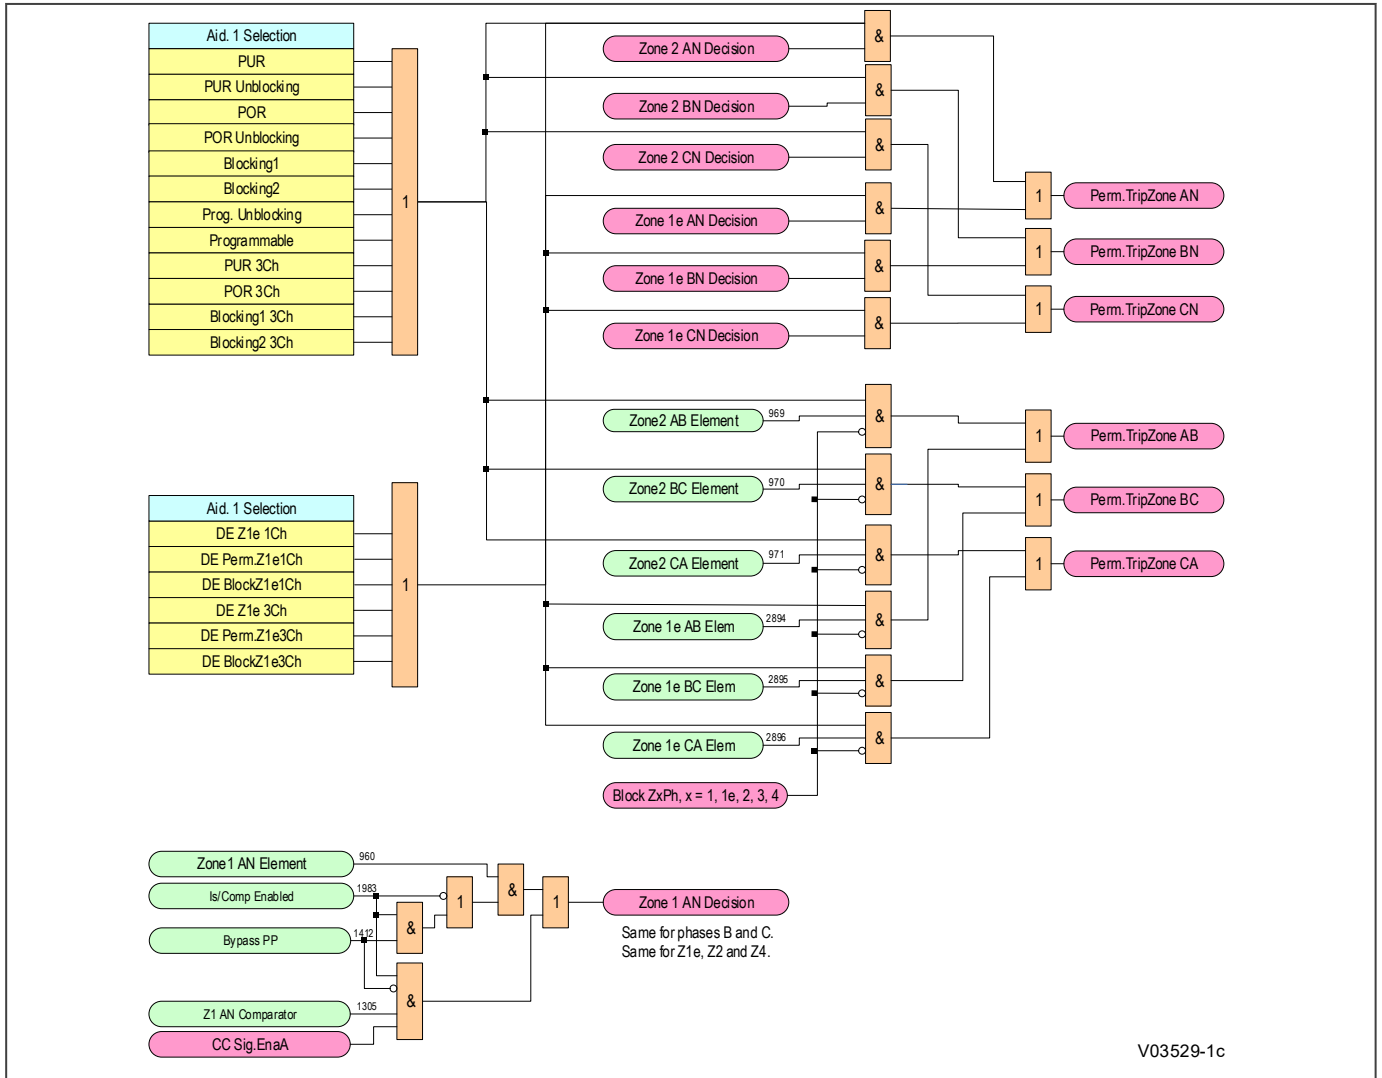 Aid. 1 Selection
PUR
PUR Unblocking
POR
POR Unblocking
Blocking1
Blocking2
Prog. Unblocking
Programmable
PUR 3Ch
POR 3Ch
Blocking1 3Ch
Blocking2 3Ch
1
Zone 2 AN Decision
&
Zone 2 BN Decision
&
Zone 2 CN Decision
&
Zone 1e AN Decision
&
Zone 1e BN Decision
&
Zone 1e CN Decision
&
1
Perm.TripZone AN
1
Perm.TripZone BN
1
Perm.TripZone CN
Aid. 1 Selection
DE Z1e 1Ch
DE Perm.Z1e1Ch
DE BlockZ1e1Ch
DE Z1e 3Ch
DE Perm.Z1e3Ch
DE BlockZ1e3Ch
1
Zone2 AB Element
969
&
Zone2 BC Element
970
&
Zone2 CA Element
971
&
Zone 1e AB Elem
2894
&
Zone 1e BC Elem
2895
&
Zone 1e CA Elem
2896
&
Block ZxPh, x = 1, 1e, 2, 3, 4
1
Perm.TripZone AB
1
Perm.TripZone BC
1
Perm.TripZone CA
Zone1 AN Element
960
Is/Comp Enabled
1983
Bypass PP
1412
Z1 AN Comparator
1305
CC Sig.EnaA
&
&
1
&
1
Zone 1 AN Decision
Same for phases B and C.
Same for Z1e, Z2 and Z4.
V03529-1c